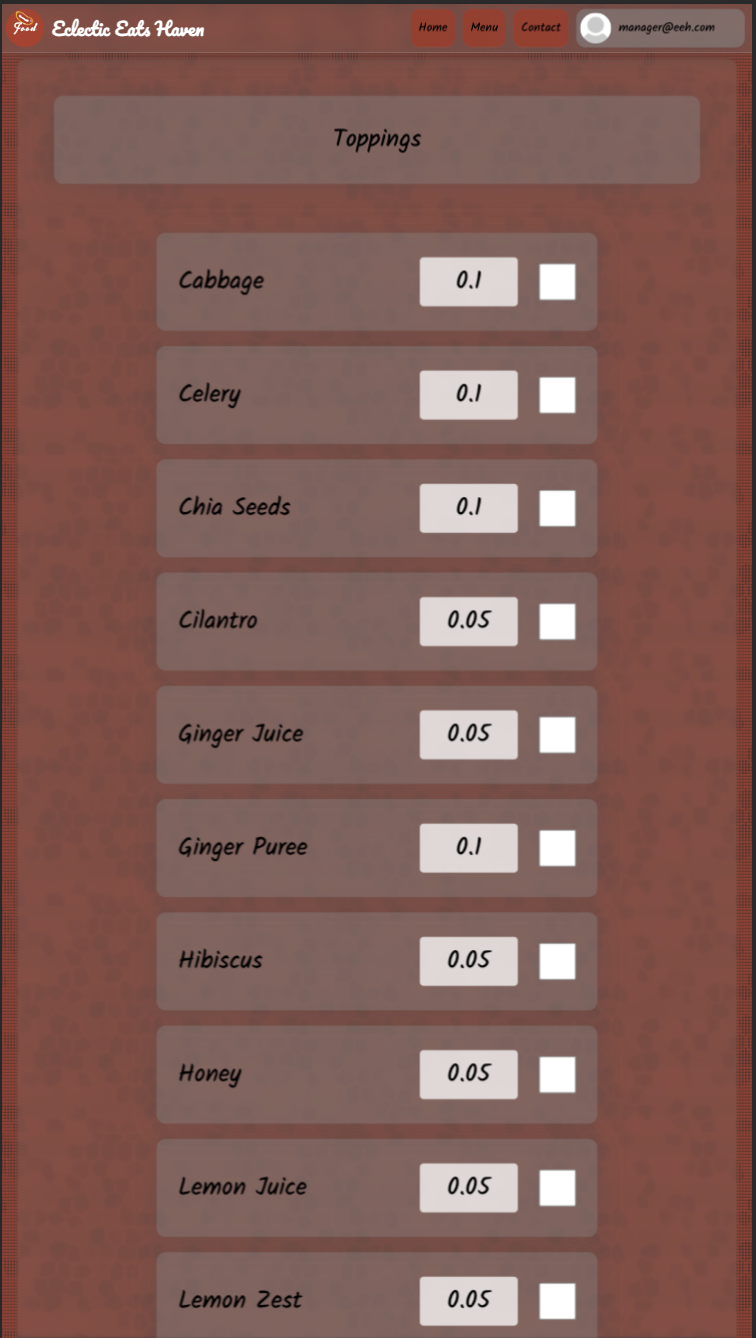 Food
Eclectic Eats Haven
Home
Menu
Contact
manager@eeh.com
Toppings
Cabbage 0.1
Celery 0.1
Chia Seeds 0.1
Cilantro 0.05
Ginger Juice 0.05
Ginger Puree 0.1
Hibiscus 0.05
Honey 0.05
Lemon Juice 0.05
Lemon Zest 0.05